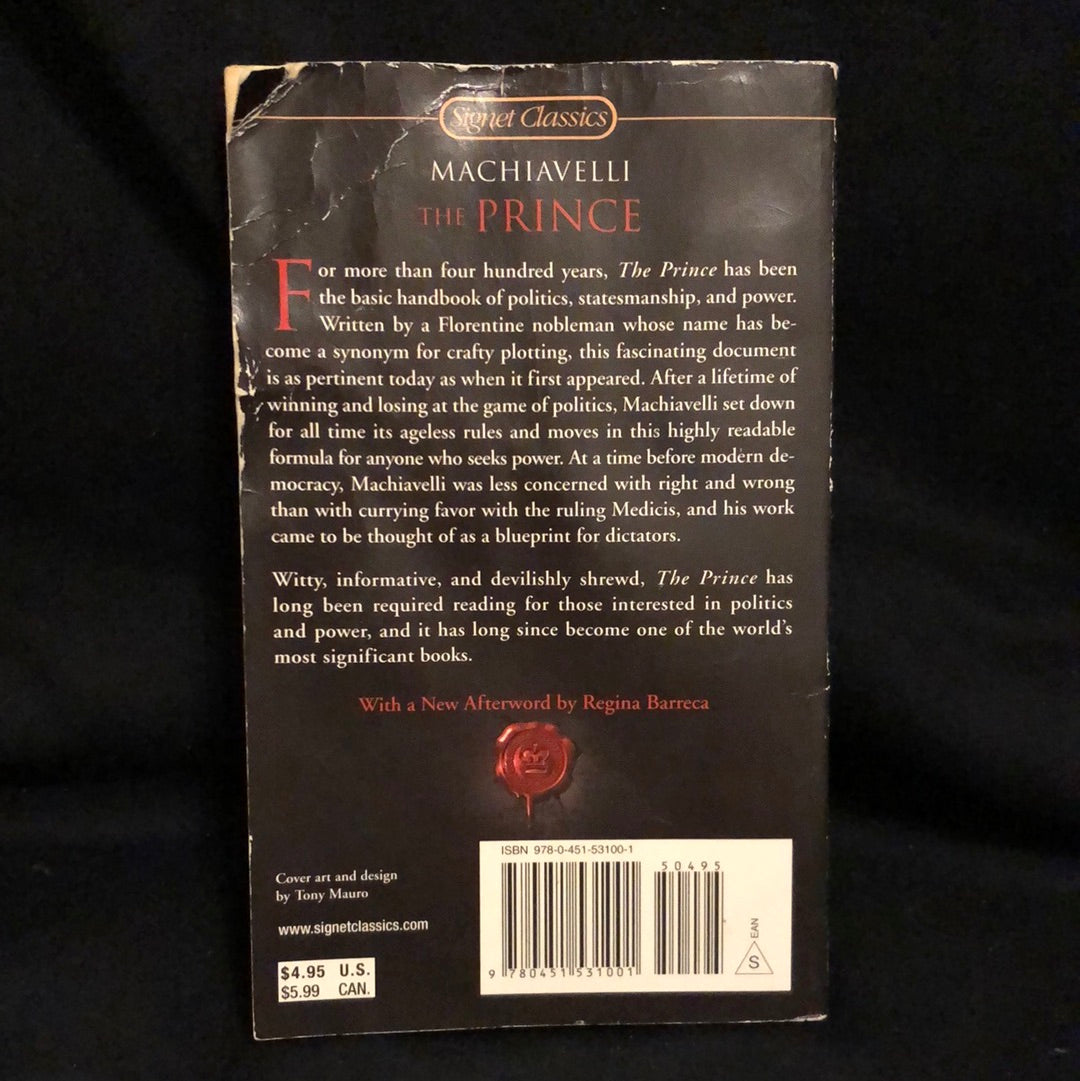 Signet Classics
MACHIAVELLI
THE PRINCE
For more than four hundred years, The Prince has been
the basic handbook of politics, statesmanship, and power.
Written by a Florentine nobleman whose name has be-
come a synonym for crafty plotting, this fascinating document
is as pertinent today as when it first appeared. After a lifetime of
winning and losing at the game of politics, Machiavelli set down
for all time its ageless rules and moves in this highly readable
formula for anyone who seeks power. At a time before modern de-
mocracy, Machiavelli was less concerned with right and wrong
than with currying favor with the ruling Medicis, and his work
came to be thought of as a blueprint for dictators.
Witty, informative, and devilishly shrewd, The Prince has
long been required reading for those interested in politics
and power, and it has long since become one of the world's
most significant books.
With a New Afterword by Regina Barreca
Cover art and design
by Tony Mauro
www.signetclassics.com
$4.95 U.S.
$5.99 CAN.
ISBN 978-0-451-53100-1
50495
9 780451 531001
EAN
S